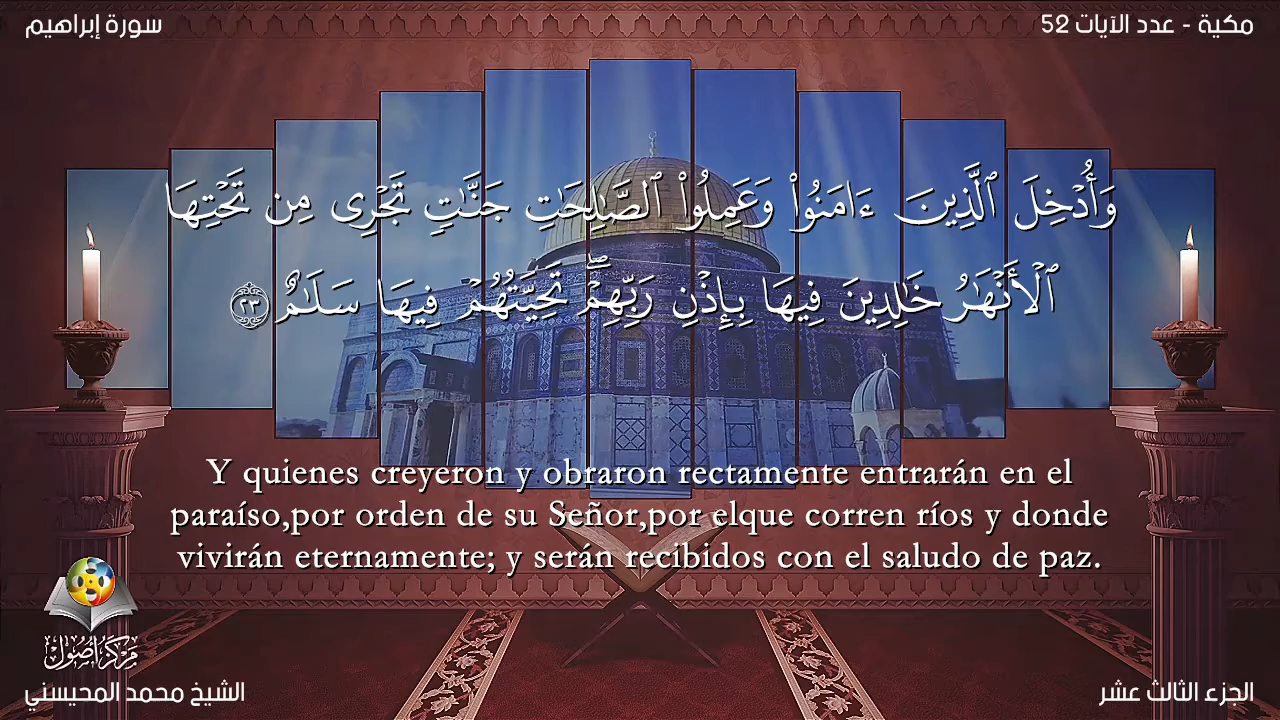 سورة إبراهيم
مكية - عدد الآيات 52
وَأُدْخِلَ ٱلَّذِينَ ءَامَنُوا۟ وَعَمِلُوا۟ ٱلصَّـٰلِحَـٰتِ جَنَّـٰتٍ تَجْرِى مِن تَحْتِهَا
ٱلْأَنْهَـٰرُ خَـٰلِدِينَ فِيهَا بِإِذْنِ رَبِّهِمْ ۖ تَحِيَّتُهُمْ فِيهَا سَلَـٰمٌ ٢٣
Y quienes creyeron y obraron rectamente entrarán en el
paraíso,por orden de su Señor,por elque corren ríos y donde
vivirán eternamente; y serán recibidos con el saludo de paz.
مركز أصول
الشيخ محمد المحيسني
الجزء الثالث عشر